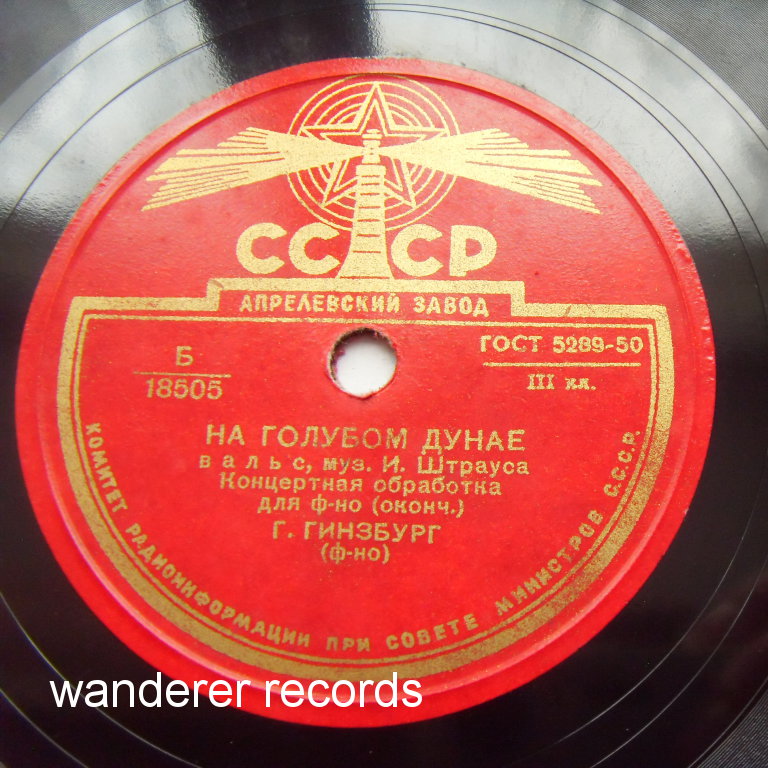 СССР
АПРЕЛЕВСКИЙ ЗАВОД
Б
18505
ГОСТ 5289-50
III кл.
НА ГОЛУБОМ ДУНАЕ
вальс, муз. И. Штрауса
Концертная обработка
для ф-но (оконч.)
Г. ГИНЗБУРГ
(ф-но)
КОМИТЕТ РАДИОИНФОРМАЦИИ ПРИ СОВЕТЕ МИНИСТРОВ С.С.С.Р.
wanderer records